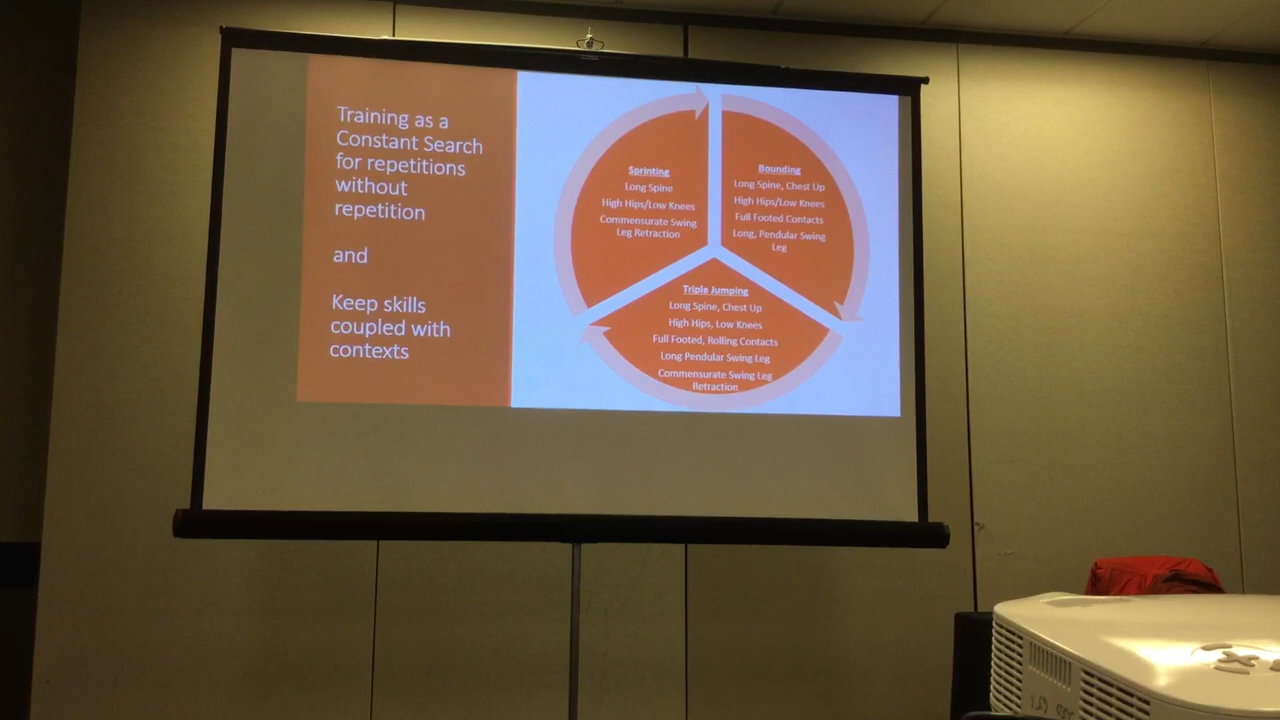 Training as a
Constant Search
for repetitions
without
repetition
and
Keep skills
coupled with
contexts
Sprinting
Long Spine
High Hips/Low Knees
Commensurate Swing
Leg Retraction
Bounding
Long Spine, Chest Up
High Hips/Low Knees
Full Footed Contacts
Long, Pendular Swing
Leg
Triple Jumping
Long Spine, Chest Up
High Hips, Low Knees
Full Footed, Rolling Contacts
Long Pendular Swing Leg
Commensurate Swing Leg
Retraction